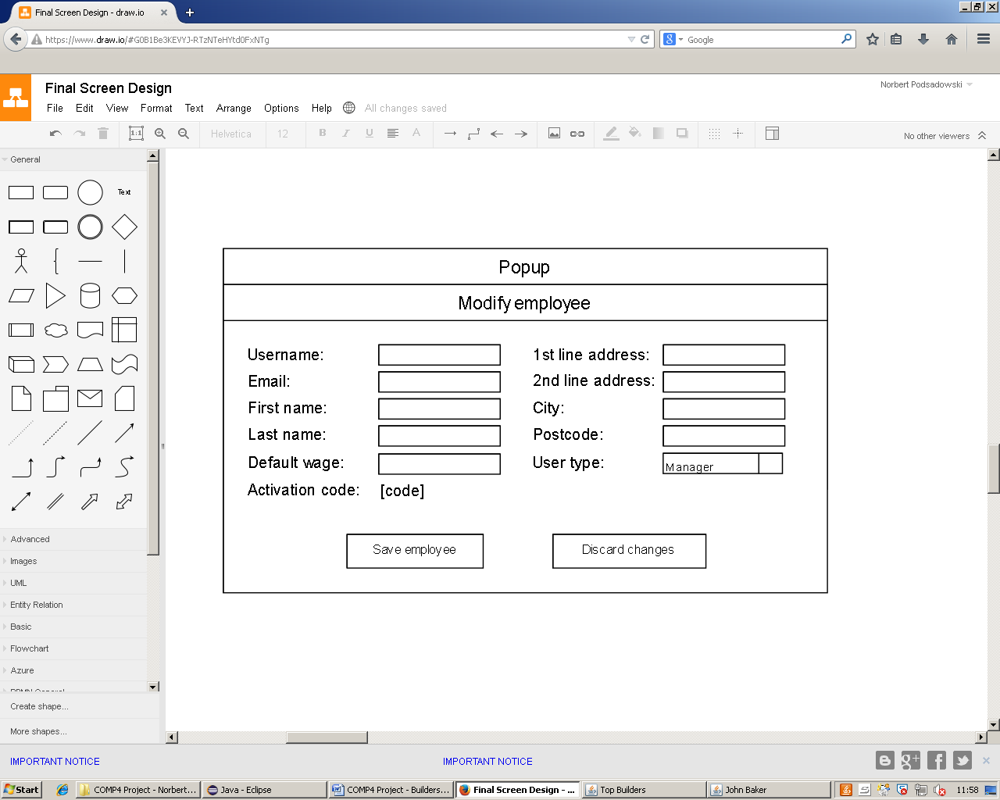 Final Screen Design - draw.io
https://www.draw.io/#G0B1Be3KEVYJ-RTzNTeHYtd0FxNTg
Google
Final Screen Design
Norbert Podsadowski
File Edit View Format Text Arrange Options Help All changes saved
1:1 Helvetica 12 B I U A
No other viewers
General
Text
Popup
Modify employee
Username: 1st line address:
Email: 2nd line address:
First name: City:
Last name: Postcode:
Default wage: User type: Manager
Activation code: [code]
Save employee Discard changes
Advanced
Images
UML
Entity Relation
Basic
Flowchart
Azure
BPMN General
Create shape...
More shapes...
IMPORTANT NOTICE IMPORTANT NOTICE
Start COMP4 Project - Norbert... Java - Eclipse COMP4 Project - Builders... Final Screen Design - ... Top Builders John Baker 11:58